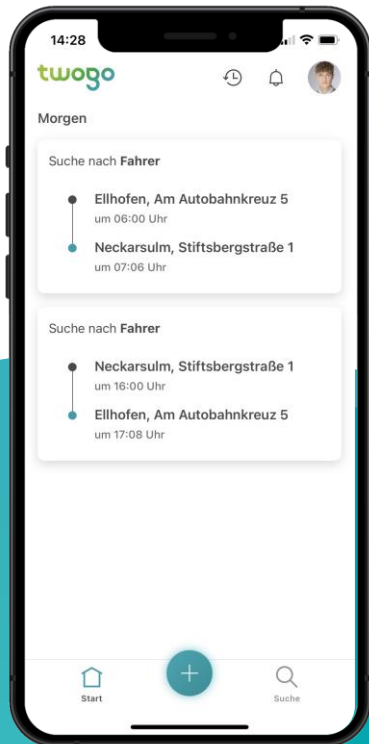 14:28
twogo
Morgen
Suche nach Fahrer
Ellhofen, Am Autobahnkreuz 5
um 06:00 Uhr
Neckarsulm, Stiftsbergstraße 1
um 07:06 Uhr
Suche nach Fahrer
Neckarsulm, Stiftsbergstraße 1
um 16:00 Uhr
Ellhofen, Am Autobahnkreuz 5
um 17:08 Uhr
Start
Suche